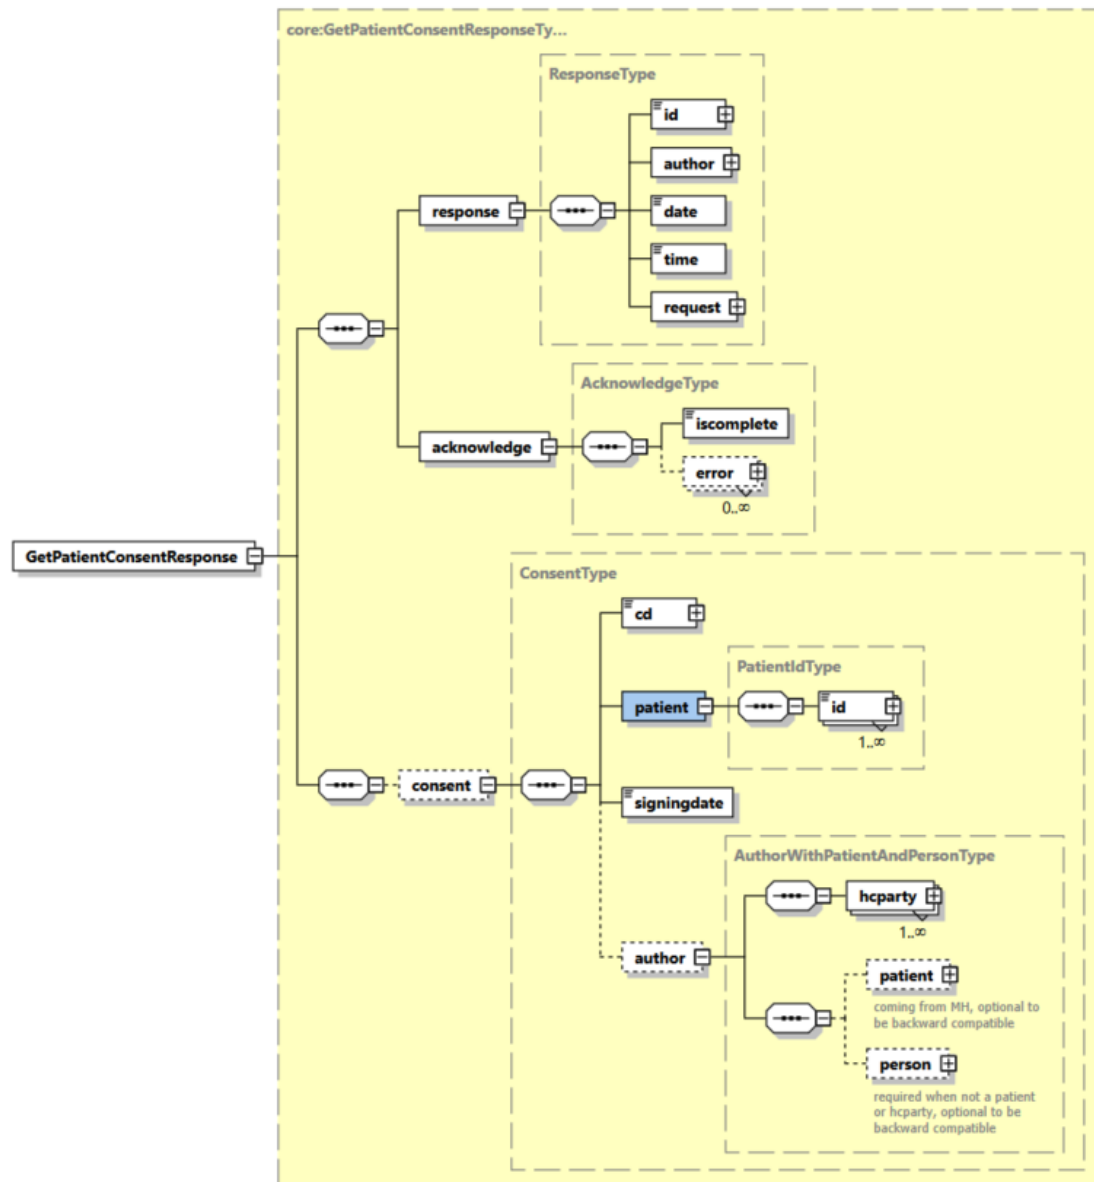 core:GetPatientConsentResponseTy...
ResponseType
id
author
response
date
time
request
AcknowledgeType
iscomplete
acknowledge
error
0..∞
GetPatientConsentResponse
ConsentType
cd
PatientIdType
patient
id
1..∞
consent
signingdate
AuthorWithPatientAndPersonType
hcparty
1..∞
author
patient
coming from MH, optional to
be backward compatible
person
required when not a patient
or hcparty, optional to be
backward compatible